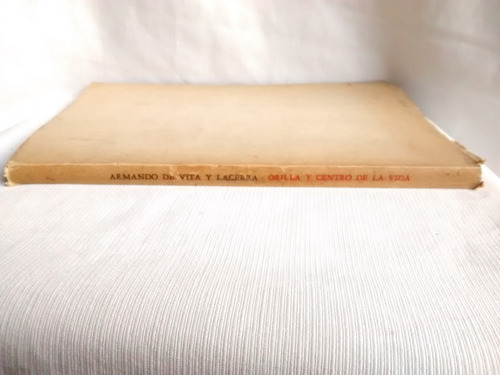 ARMANDO DE VITA Y LACERRA - ORILLA Y CENTRO DE LA VIDA